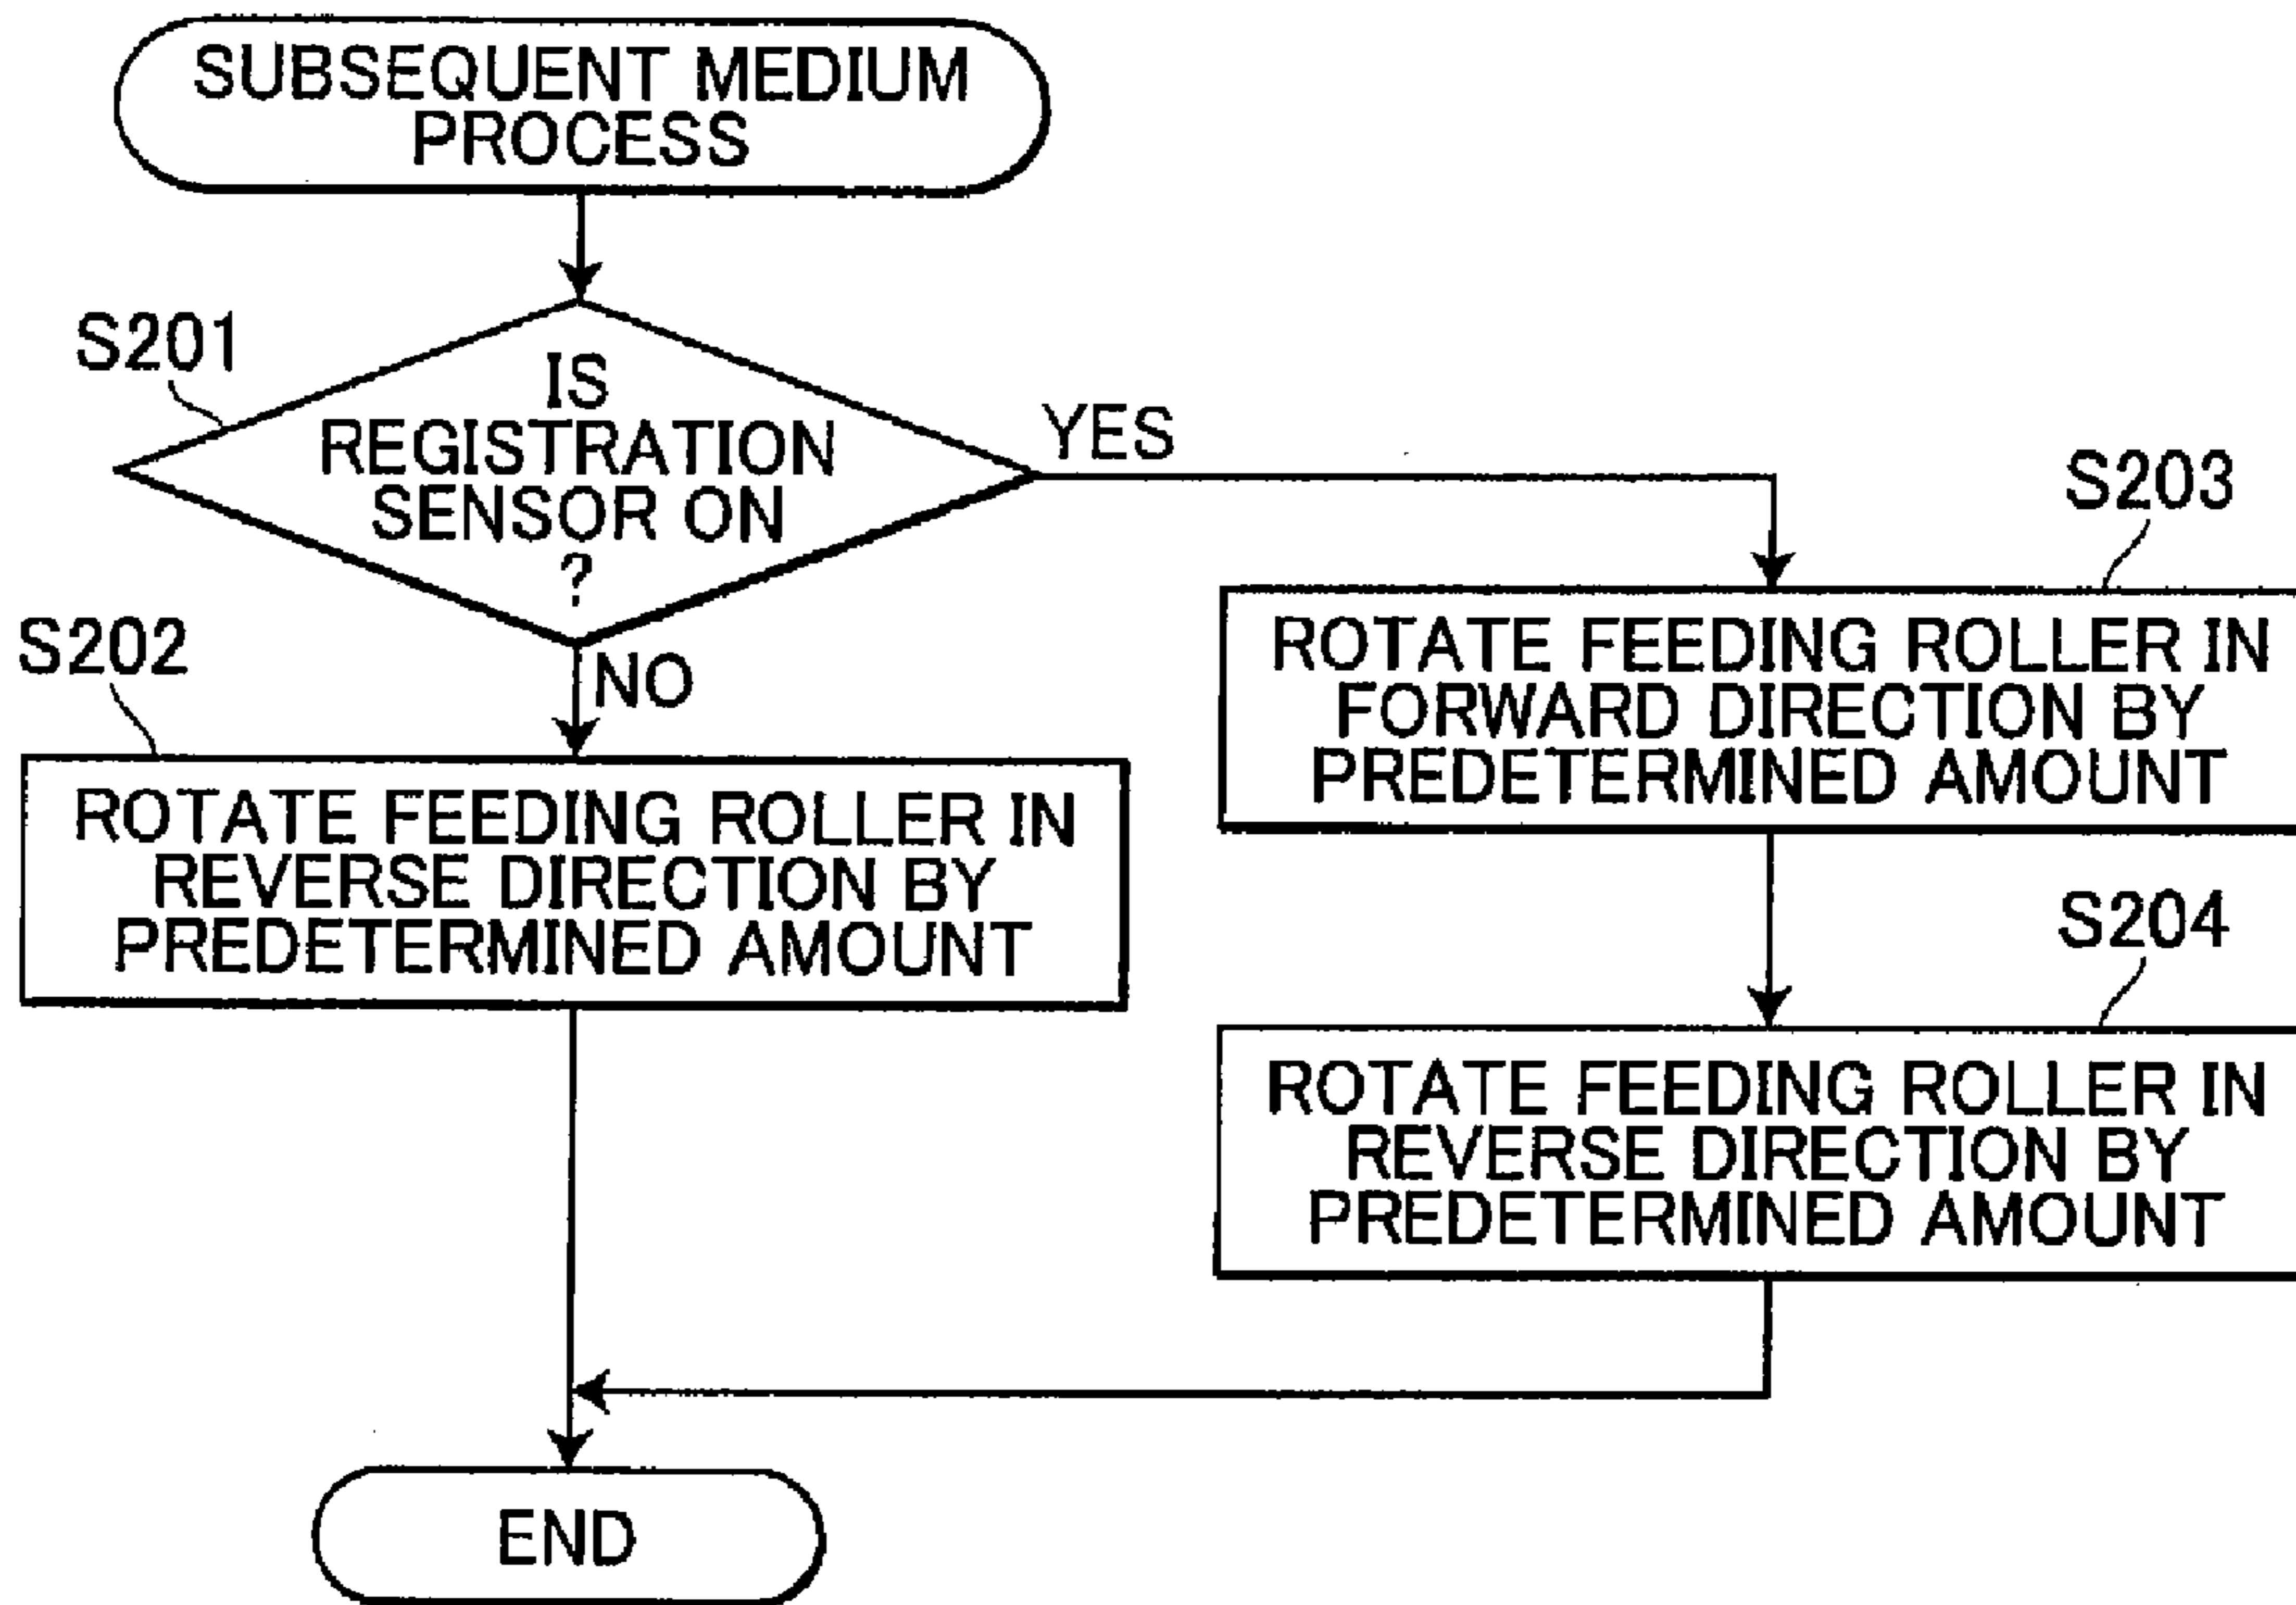 SUBSEQUENT MEDIUM
PROCESS
S201
IS
REGISTRATION
SENSOR ON
?
YES
NO
S202
ROTATE FEEDING ROLLER IN
REVERSE DIRECTION BY
PREDETERMINED AMOUNT
S203
ROTATE FEEDING ROLLER IN
FORWARD DIRECTION BY
PREDETERMINED AMOUNT
S204
ROTATE FEEDING ROLLER IN
REVERSE DIRECTION BY
PREDETERMINED AMOUNT
END